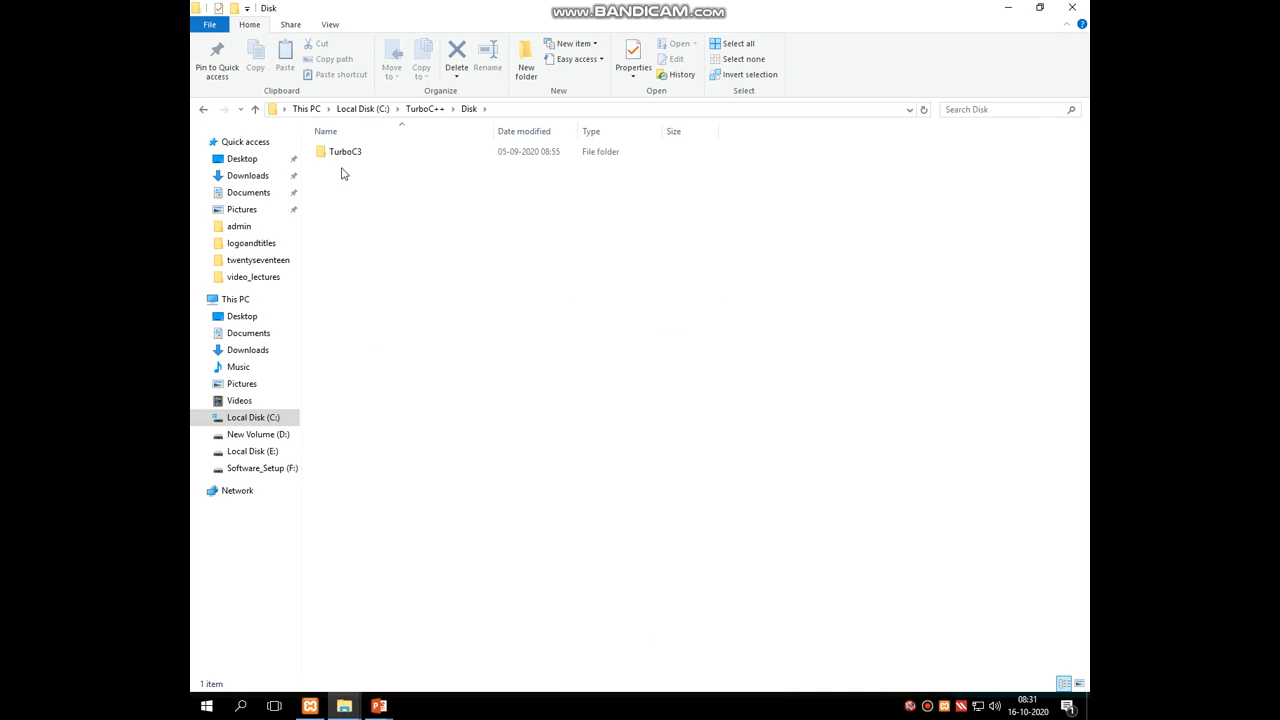 Disk
www.BANDICAM.com
File
Home
Share
View
Pin to Quick access
Copy
Paste
Cut
Copy path
Paste shortcut
Clipboard
Move to
Copy to
Delete
Rename
Organize
New folder
New item
Easy access
New
Properties
Open
Edit
History
Open
Select all
Select none
Invert selection
Select
This PC
Local Disk (C:)
TurboC++
Disk
Search Disk
Name
Date modified
Type
Size
TurboC3
05-09-2020 08:55
File folder
Quick access
Desktop
Downloads
Documents
Pictures
admin
logoandtitles
twentyseventeen
video_lectures
This PC
Desktop
Documents
Downloads
Music
Pictures
Videos
Local Disk (C:)
New Volume (D:)
Local Disk (E:)
Software_Setup (F:)
Network
1 item
08:31
16-10-2020